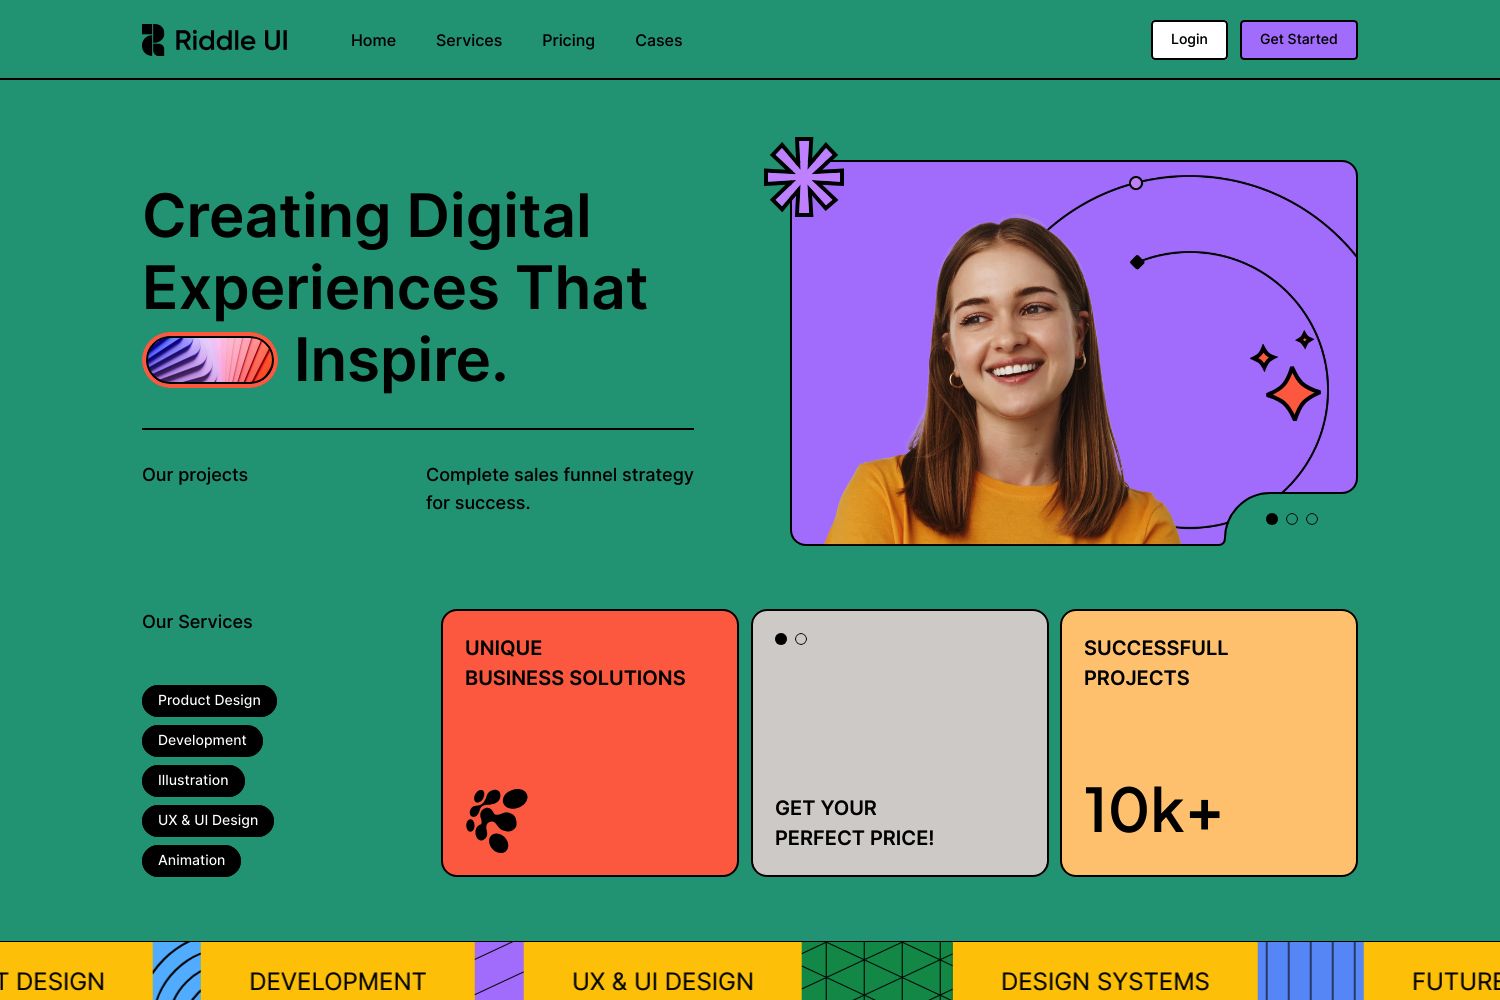 Riddle UI
Home
Services
Pricing
Cases
Login
Get Started
Creating Digital
Experiences That
Inspire.
Our projects
Complete sales funnel strategy
for success.
Our Services
Product Design
Development
Illustration
UX & UI Design
Animation
UNIQUE
BUSINESS SOLUTIONS
GET YOUR
PERFECT PRICE!
SUCCESSFULL
PROJECTS
10k+
T DESIGN
DEVELOPMENT
UX & UI DESIGN
DESIGN SYSTEMS
FUTURE